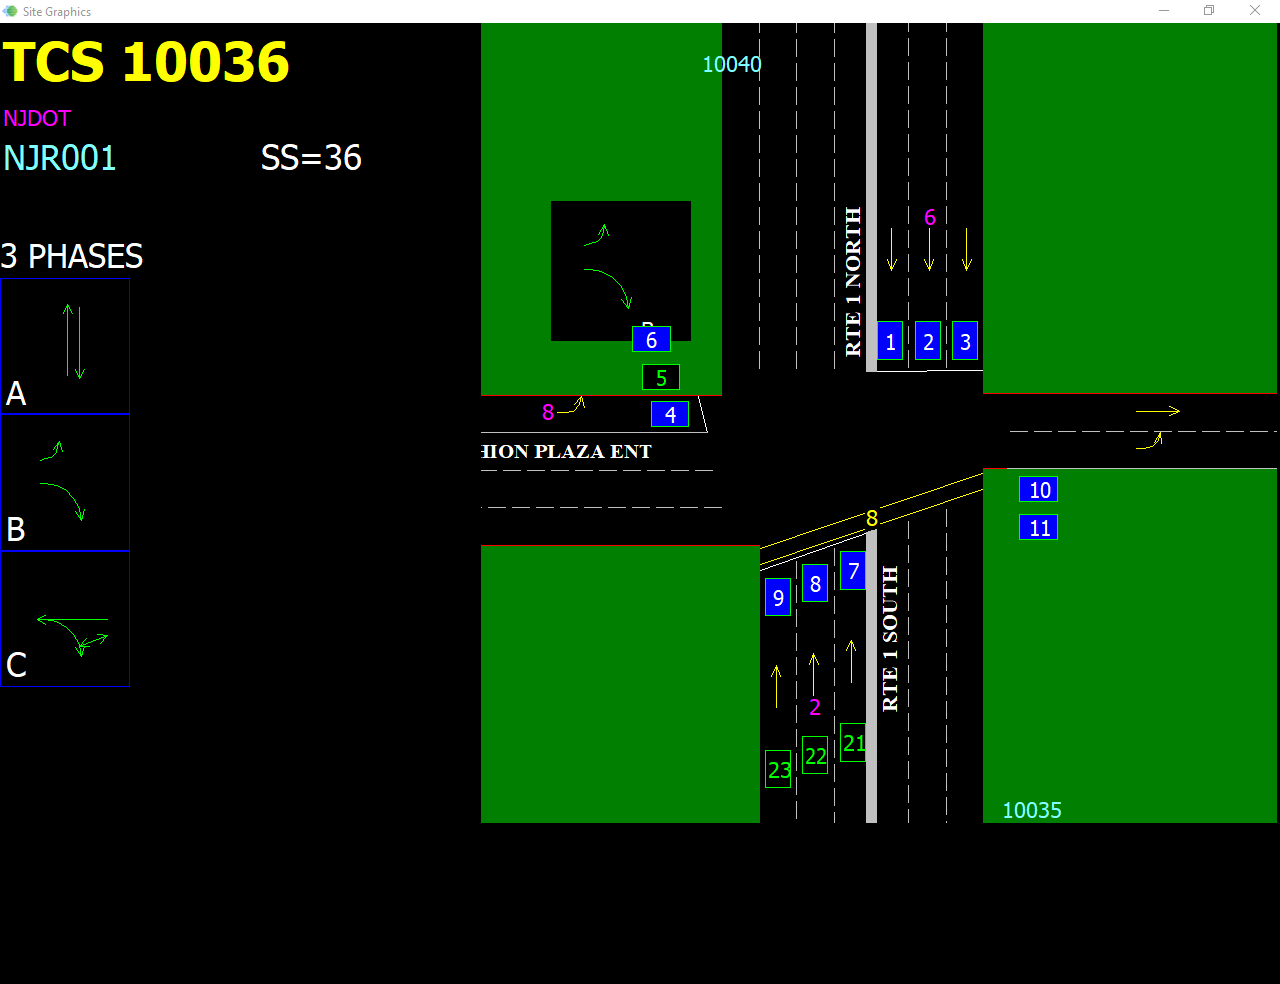 Site Graphics
TCS 10036
NJDOT
NJR001 SS=36
3 PHASES
A
B
C
10040
6
RTE 1 NORTH
1 2 3
6
5
8 4
PLAZA ENT
10
11
8
7
8
9
RTE 1 SOUTH
2
21
22
23
10035